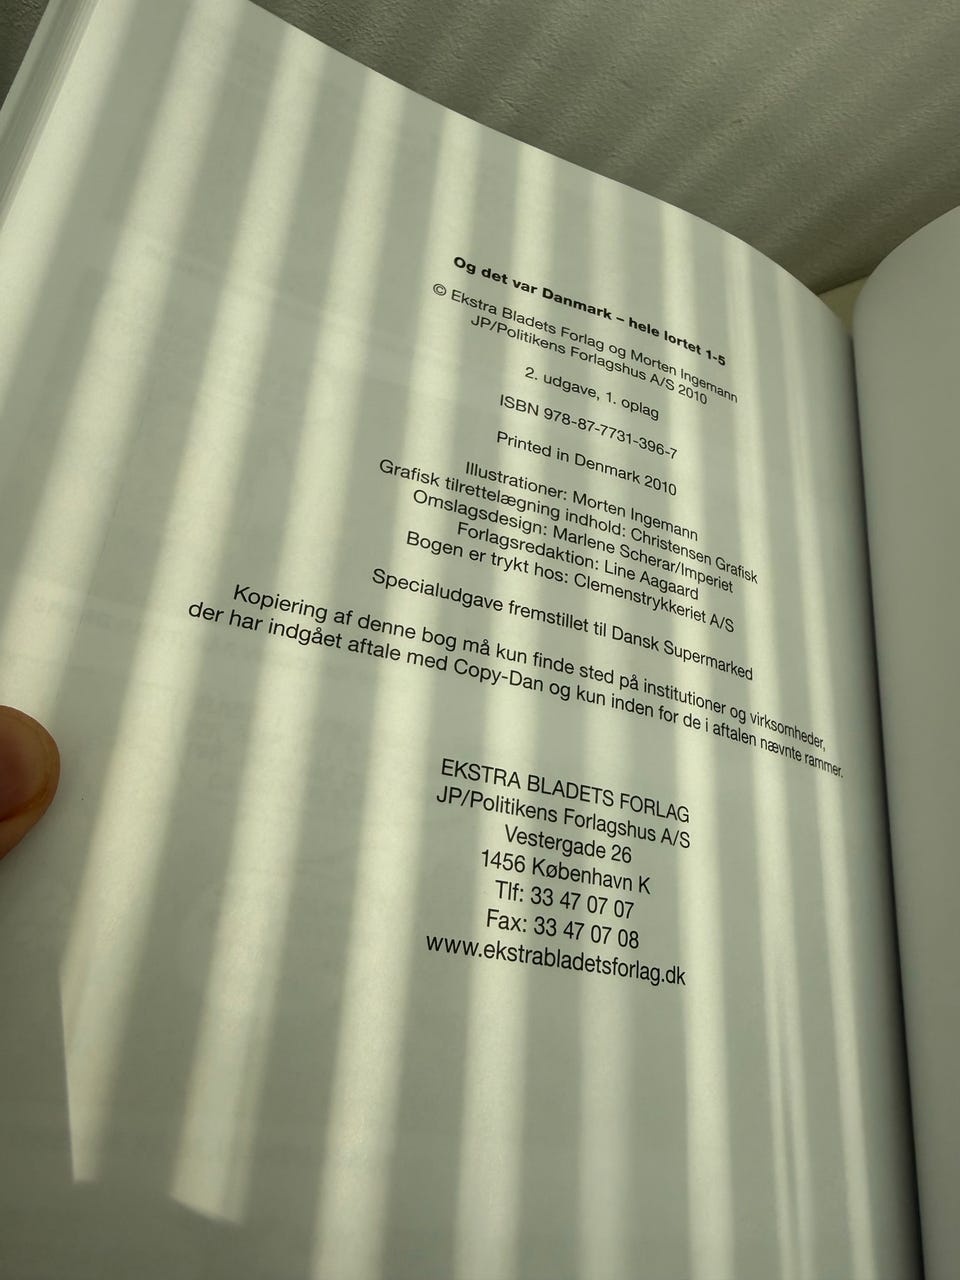 Og det var Danmark – hele lortet 1-5
© Ekstra Bladets Forlag og Morten Ingemann
JP/Politikens Forlagshus A/S 2010
2. udgave, 1. oplag
ISBN 978-87-7731-396-7
Printed in Denmark 2010
Illustrationer: Morten Ingemann
Grafisk tilrettelægning indhold: Christensen Grafisk
Omslagsdesign: Marlene Scherar/Imperiet
Forlagsredaktion: Line Aagaard
Bogen er trykt hos: Clemenstrykkeriet A/S
Specialudgave fremstillet til Dansk Supermarked
Kopiering af denne bog må kun finde sted på institutioner og virksomheder,
der har indgået aftale med Copy-Dan og kun inden for de i aftalen nævnte rammer.
EKSTRA BLADETS FORLAG
JP/Politikens Forlagshus A/S
Vestergade 26
1456 København K
Tlf: 33 47 07 07
Fax: 33 47 07 08
www.ekstrabladetsforlag.dk